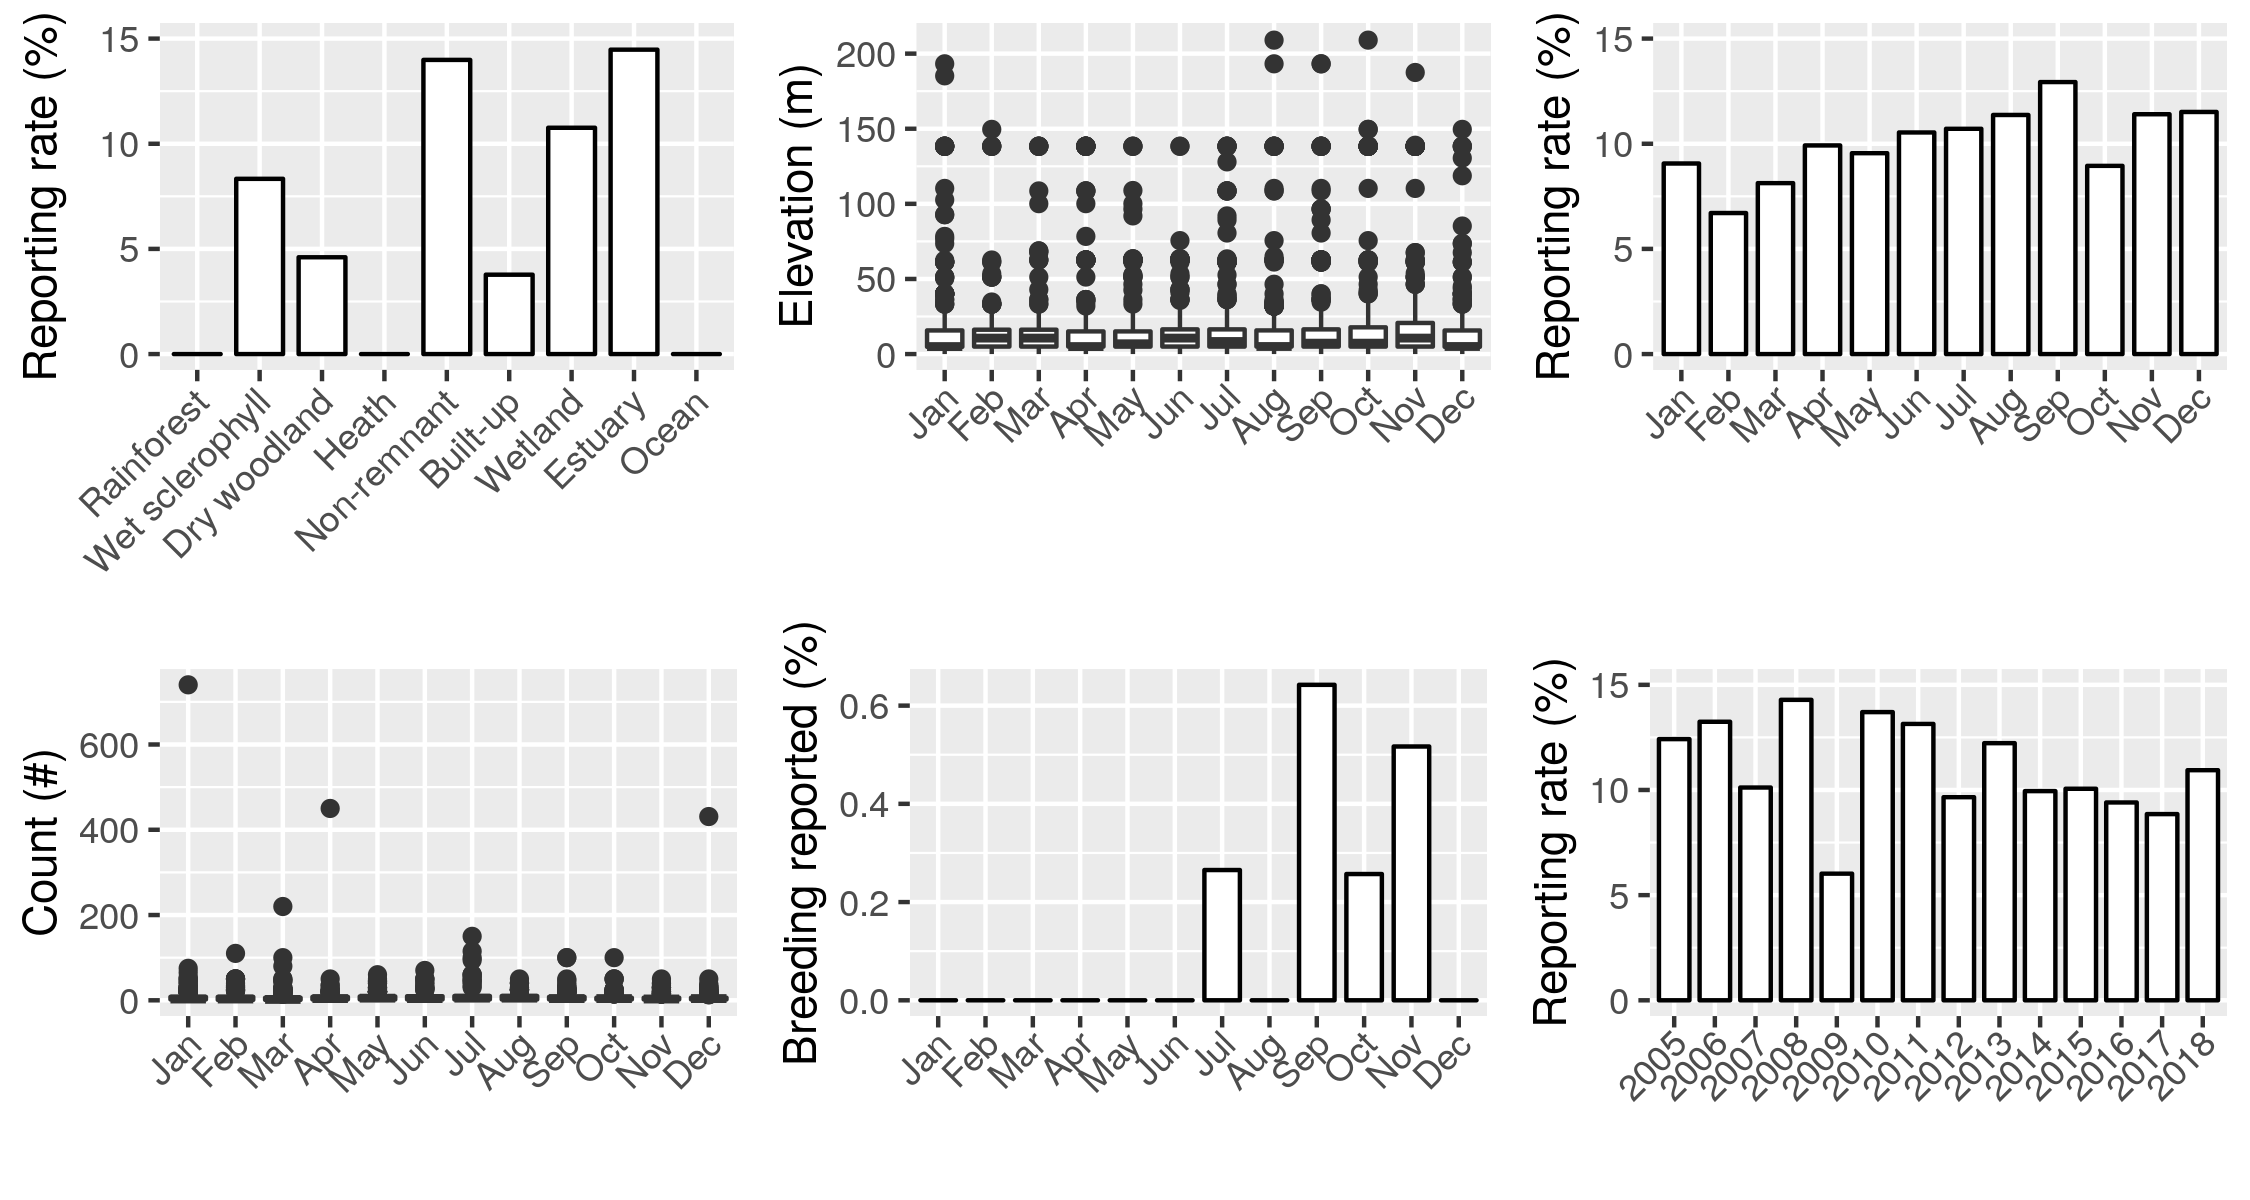 Reporting rate (%)
15
10
5
0
Rainforest
Wet sclerophyll
Dry woodland
Heath
Non-remnant
Built-up
Wetland
Estuary
Ocean
Elevation (m)
200
150
100
50
0
Jan
Feb
Mar
Apr
May
Jun
Jul
Aug
Sep
Oct
Nov
Dec
Reporting rate (%)
15
10
5
0
Jan
Feb
Mar
Apr
May
Jun
Jul
Aug
Sep
Oct
Nov
Dec
Count (#)
600
400
200
0
Jan
Feb
Mar
Apr
May
Jun
Jul
Aug
Sep
Oct
Nov
Dec
Breeding reported (%)
0.6
0.4
0.2
0.0
Jan
Feb
Mar
Apr
May
Jun
Jul
Aug
Sep
Oct
Nov
Dec
Reporting rate (%)
15
10
5
0
2005
2006
2007
2008
2009
2010
2011
2012
2013
2014
2015
2016
2017
2018